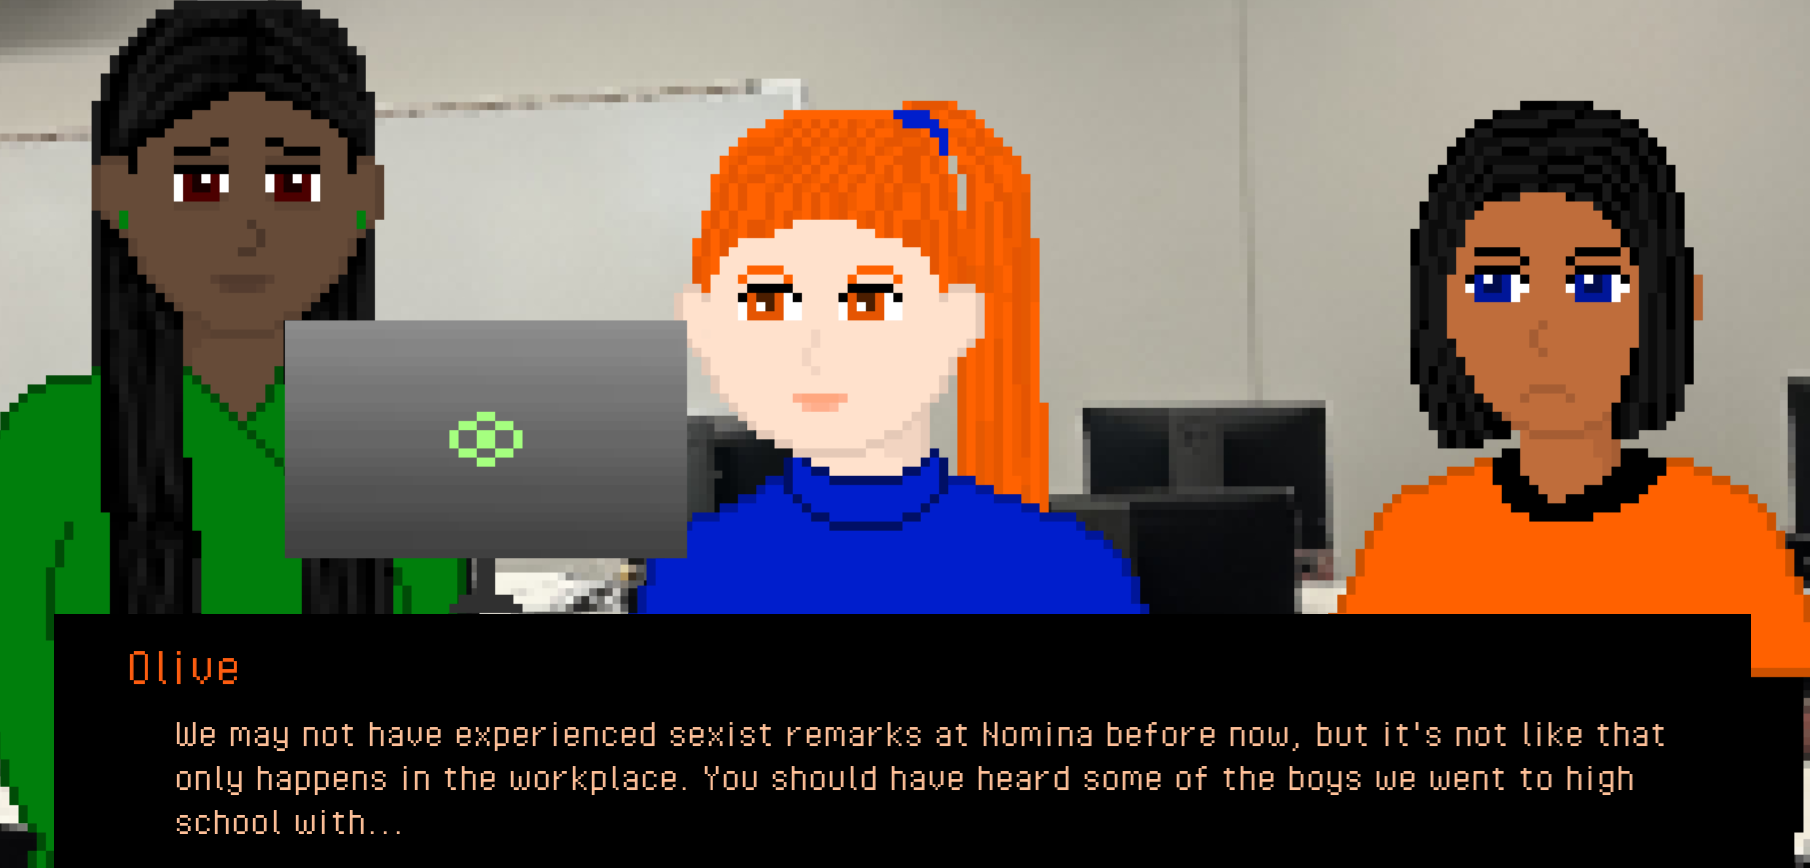 Olive
We may not have experienced sexist remarks at Nomina before now, but it's not like that
only happens in the workplace. You should have heard some of the boys we went to high
school with...